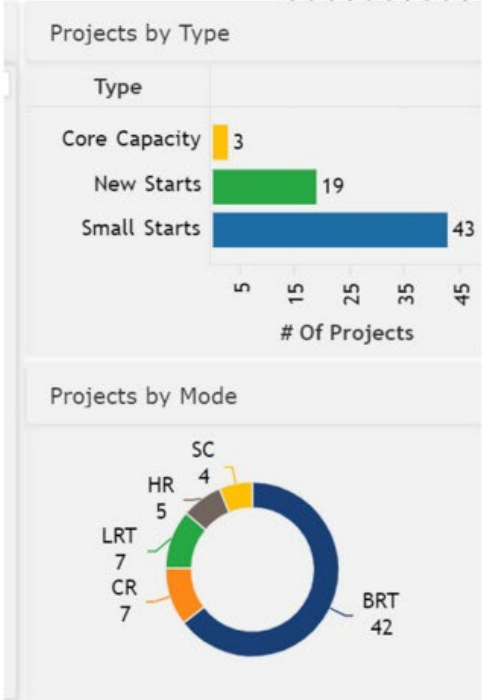 Projects by Type
Type
Core Capacity 3
New Starts 19
Small Starts 43
5 15 25 35 45
# Of Projects
Projects by Mode
SC
4
HR
5
LRT
7
CR
7
BRT
42